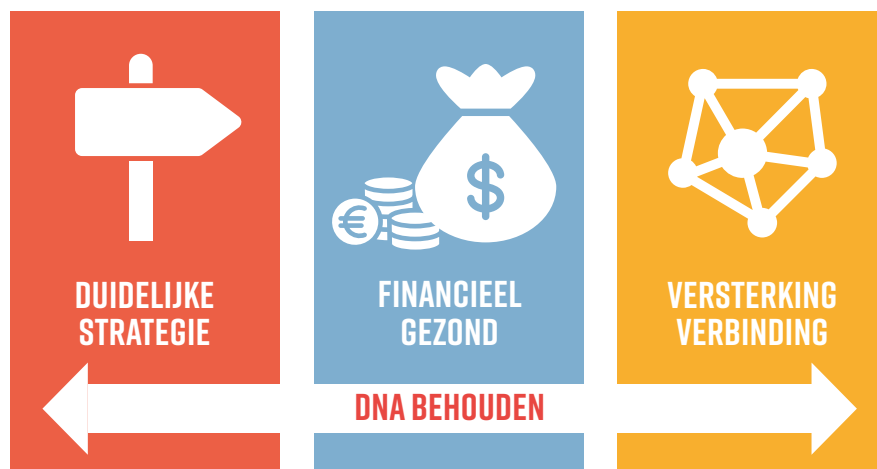 DUIDELIJKE
STRATEGIE
$
€
FINANCIEEL
GEZOND
VERSTERKING
VERBINDING
DNA BEHOUDEN